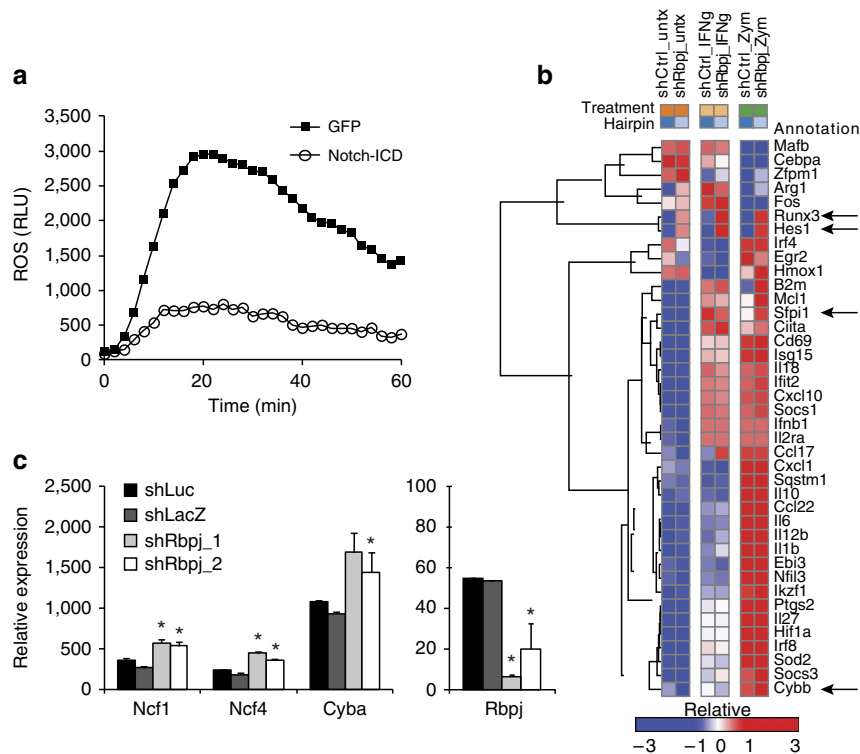 a
3,500
3,000
2,500
2,000
1,500
1,000
500
0
ROS (RLU)
GFP
Notch-ICD
0
20
40
60
Time (min)
b
shCtrl_untx
shRbpj_untx
shCtrl_IFNg
shRbpj_IFNg
shCtrl_Zym
shRbpj_Zym
Treatment
Hairpin
Annotation
Mafb
Cebpa
Zfpm1
Arg1
Fos
Runx3
Hes1
Irf4
Egr2
Hmox1
B2m
Mcl1
Sfpi1
Ciita
Cd69
Isg15
Il18
Ifit2
Cxcl10
Socs1
Ifnb1
Il2ra
Ccl17
Cxcl1
Sqstm1
Il10
Ccl22
Il6
Il12b
Il1b
Ebi3
Nfil3
Ikzf1
Ptgs2
Il27
Hif1a
Irf8
Sod2
Socs3
Cybb
Relative
−3 −1 0 1 3
c
2,500
2,000
1,500
1,000
500
0
Relative expression
shLuc
shLacZ
shRbpj_1
shRbpj_2
* *
* *
*
Ncf1 Ncf4 Cyba
100
80
60
40
20
0
* *
Rbpj